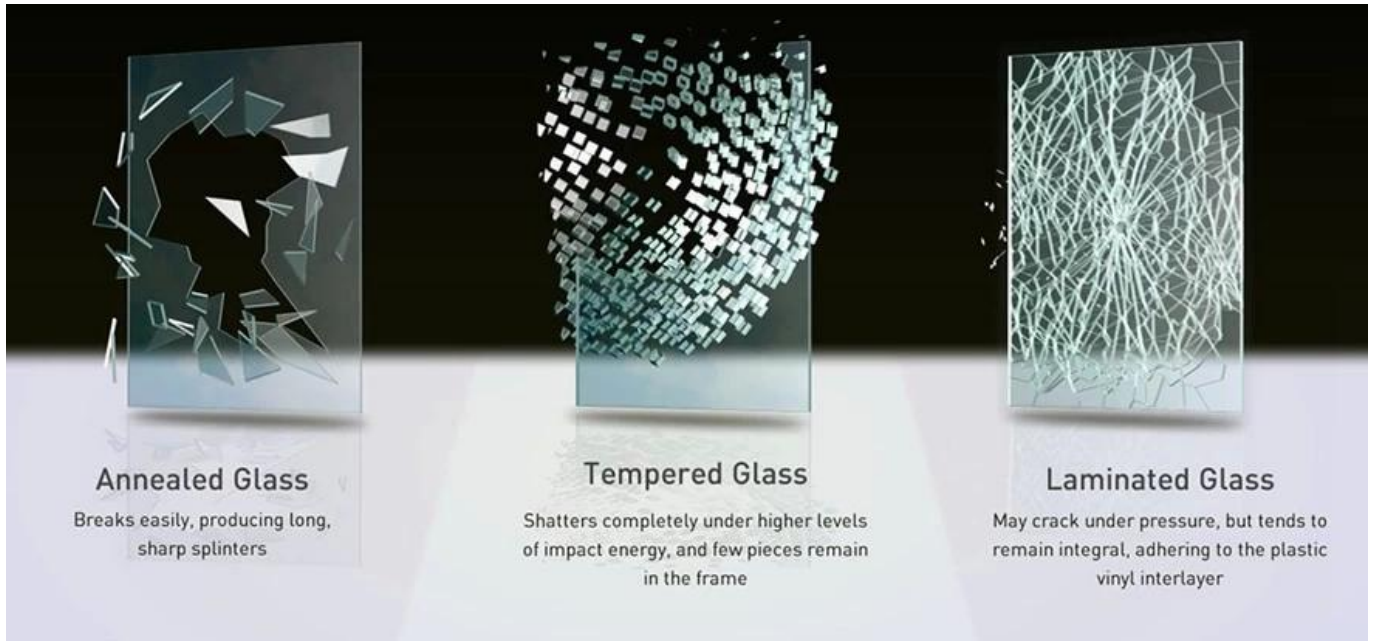 Annealed Glass
Breaks easily, producing long,
sharp splinters
Tempered Glass
Shatters completely under higher levels
of impact energy, and few pieces remain
in the frame
Laminated Glass
May crack under pressure, but tends to
remain integral, adhering to the plastic
vinyl interlayer